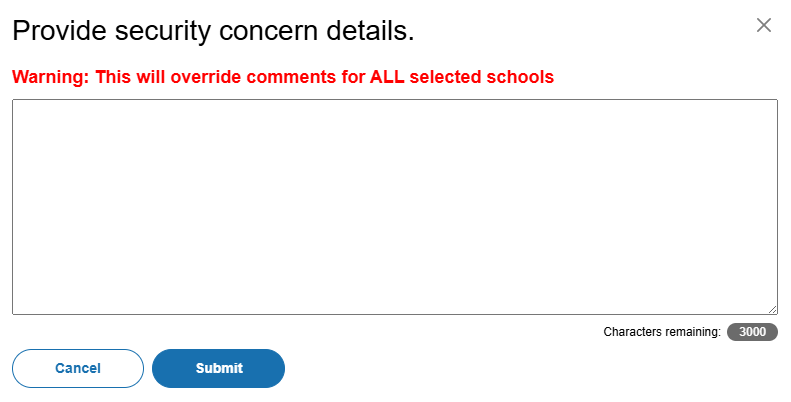 Provide security concern details.
Warning: This will override comments for ALL selected schools
Characters remaining: 3000
Cancel Submit